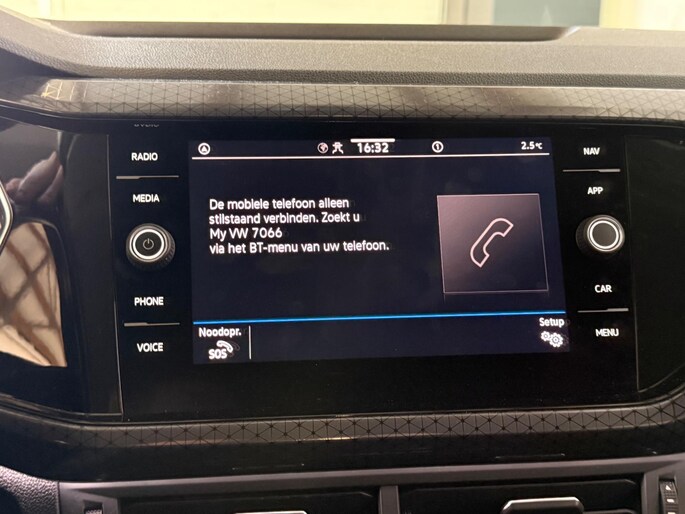 RADIO
MEDIA
PHONE
VOICE
16:32
1
2.5°C
De mobiele telefoon alleen
stilstaand verbinden. Zoekt u
My VW 7066
via het BT-menu van uw telefoon.
Noodopr.
SOS
Setup
NAV
APP
CAR
MENU